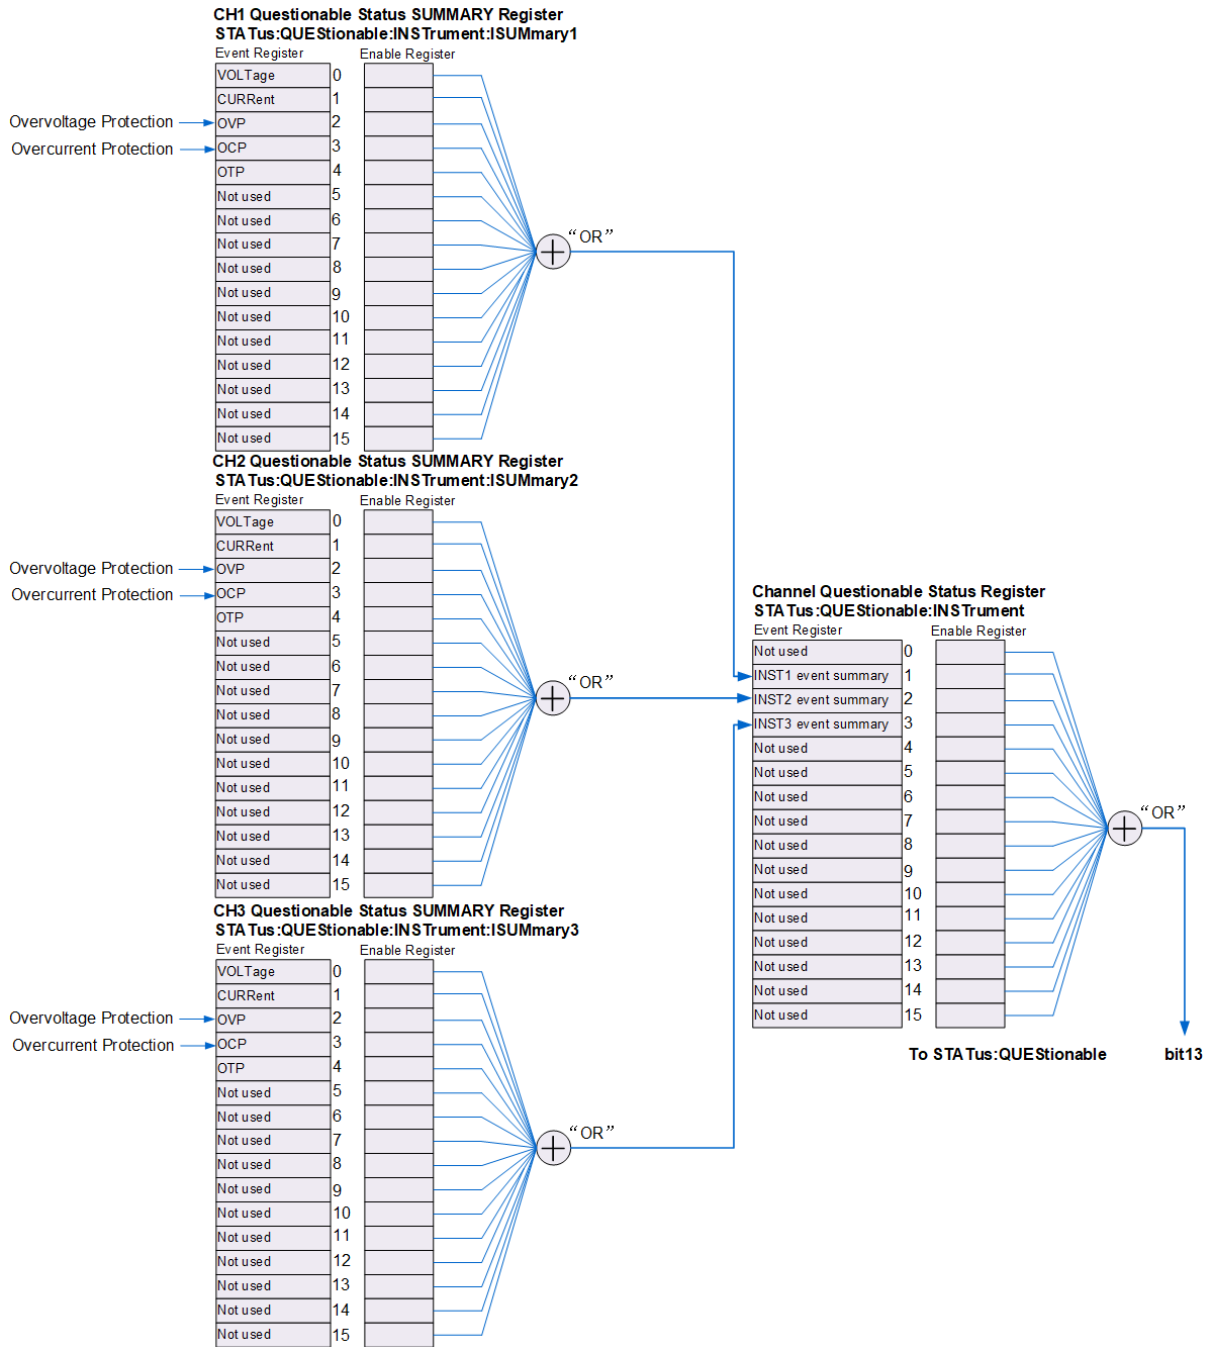 CH1 Questionable Status SUMMARY Register
STATus:QUEStionable:INSTrument:ISUMmary1
Event Register Enable Register
VOLTage 0
CURRent 1
Overvoltage Protection OVP 2
Overcurrent Protection OCP 3
OTP 4
Not used 5
Not used 6
Not used 7
Not used 8
Not used 9
Not used 10
Not used 11
Not used 12
Not used 13
Not used 14
Not used 15
“OR”
CH2 Questionable Status SUMMARY Register
STATus:QUEStionable:INSTrument:ISUMmary2
Event Register Enable Register
VOLTage 0
CURRent 1
Overvoltage Protection OVP 2
Overcurrent Protection OCP 3
OTP 4
Not used 5
Not used 6
Not used 7
Not used 8
Not used 9
Not used 10
Not used 11
Not used 12
Not used 13
Not used 14
Not used 15
“OR”
CH3 Questionable Status SUMMARY Register
STATus:QUEStionable:INSTrument:ISUMmary3
Event Register Enable Register
VOLTage 0
CURRent 1
Overvoltage Protection OVP 2
Overcurrent Protection OCP 3
OTP 4
Not used 5
Not used 6
Not used 7
Not used 8
Not used 9
Not used 10
Not used 11
Not used 12
Not used 13
Not used 14
Not used 15
“OR”
Channel Questionable Status Register
STATus:QUEStionable:INSTrument
Event Register Enable Register
Not used 0
INST1 event summary 1
INST2 event summary 2
INST3 event summary 3
Not used 4
Not used 5
Not used 6
Not used 7
Not used 8
Not used 9
Not used 10
Not used 11
Not used 12
Not used 13
Not used 14
Not used 15
“OR”
To STATus:QUEStionable bit13